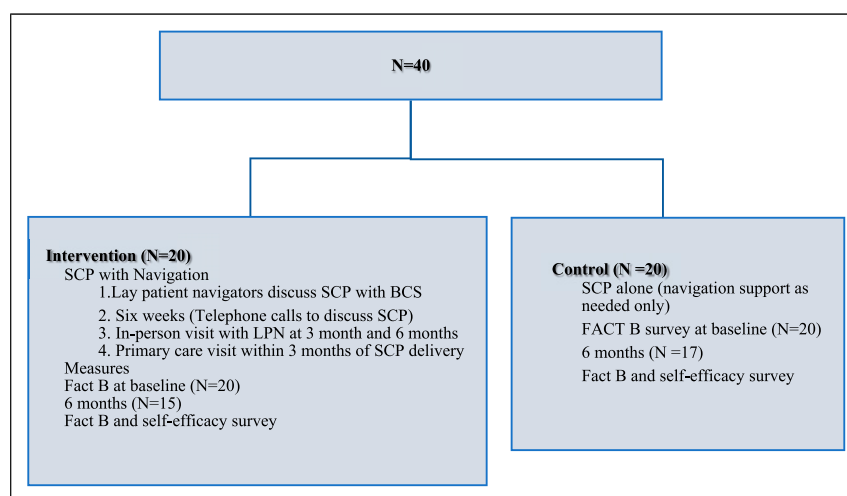 N=40
Intervention (N=20)
SCP with Navigation
1.Lay patient navigators discuss SCP with BCS
2. Six weeks (Telephone calls to discuss SCP)
3. In-person visit with LPN at 3 month and 6 months
4. Primary care visit within 3 months of SCP delivery
Measures
Fact B at baseline (N=20)
6 months (N=15)
Fact B and self-efficacy survey
Control (N =20)
SCP alone (navigation support as
needed only)
FACT B survey at baseline (N=20)
6 months (N =17)
Fact B and self-efficacy survey